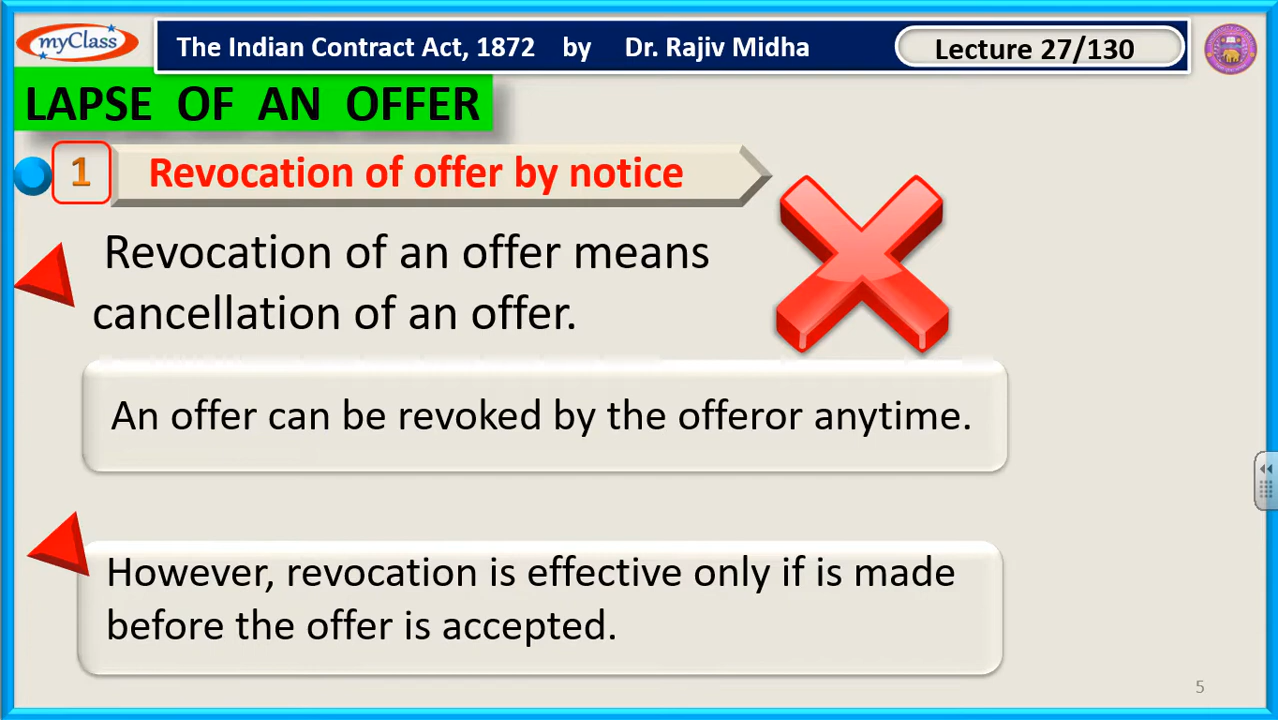 myClass
The Indian Contract Act, 1872 by Dr. Rajiv Midha
Lecture 27/130
LAPSE OF AN OFFER
1
Revocation of offer by notice
Revocation of an offer means
cancellation of an offer.
An offer can be revoked by the offeror anytime.
However, revocation is effective only if is made
before the offer is accepted.
5